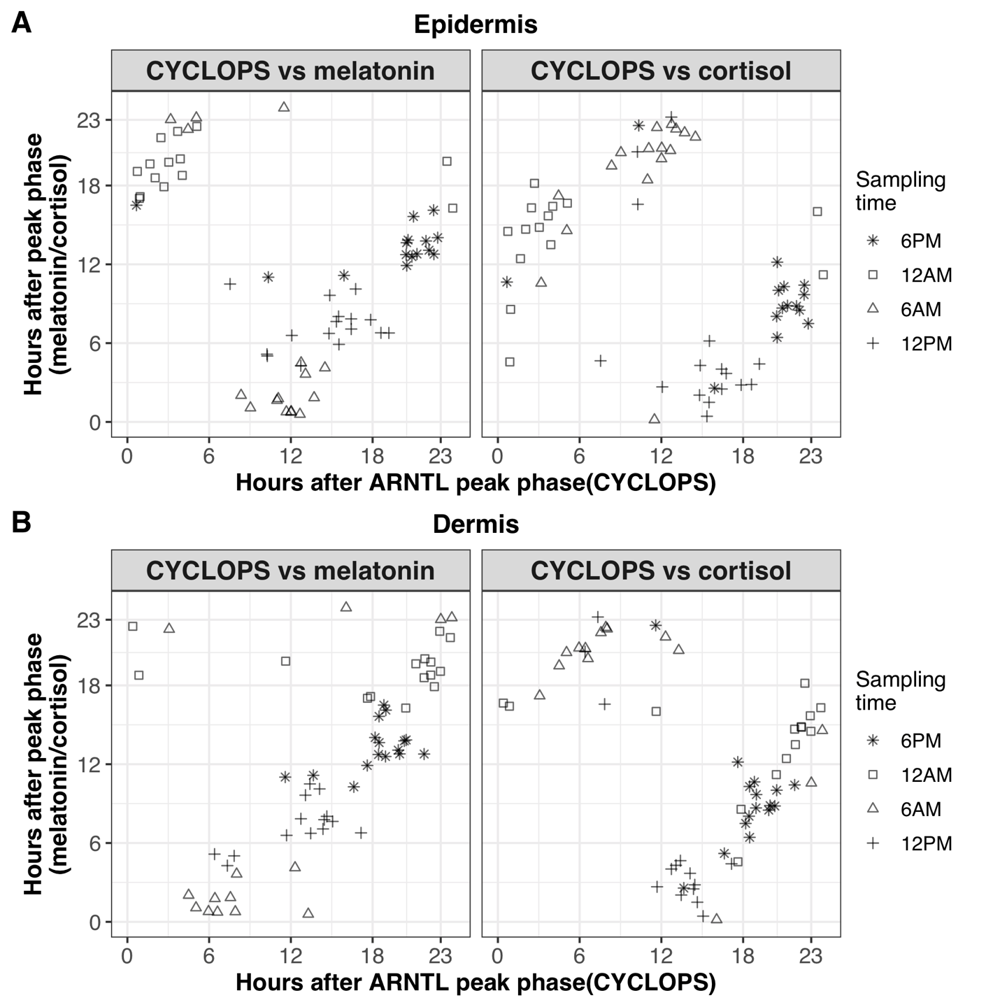 A
Epidermis
CYCLOPS vs melatonin
CYCLOPS vs cortisol
Hours after peak phase
(melatonin/cortisol)
23
18
12
6
0
0 6 12 18 23
0 6 12 18 23
Hours after ARNTL peak phase(CYCLOPS)
Sampling
time
6PM
12AM
6AM
12PM
B
Dermis
CYCLOPS vs melatonin
CYCLOPS vs cortisol
Hours after peak phase
(melatonin/cortisol)
23
18
12
6
0
0 6 12 18 23
0 6 12 18 23
Hours after ARNTL peak phase(CYCLOPS)
Sampling
time
6PM
12AM
6AM
12PM